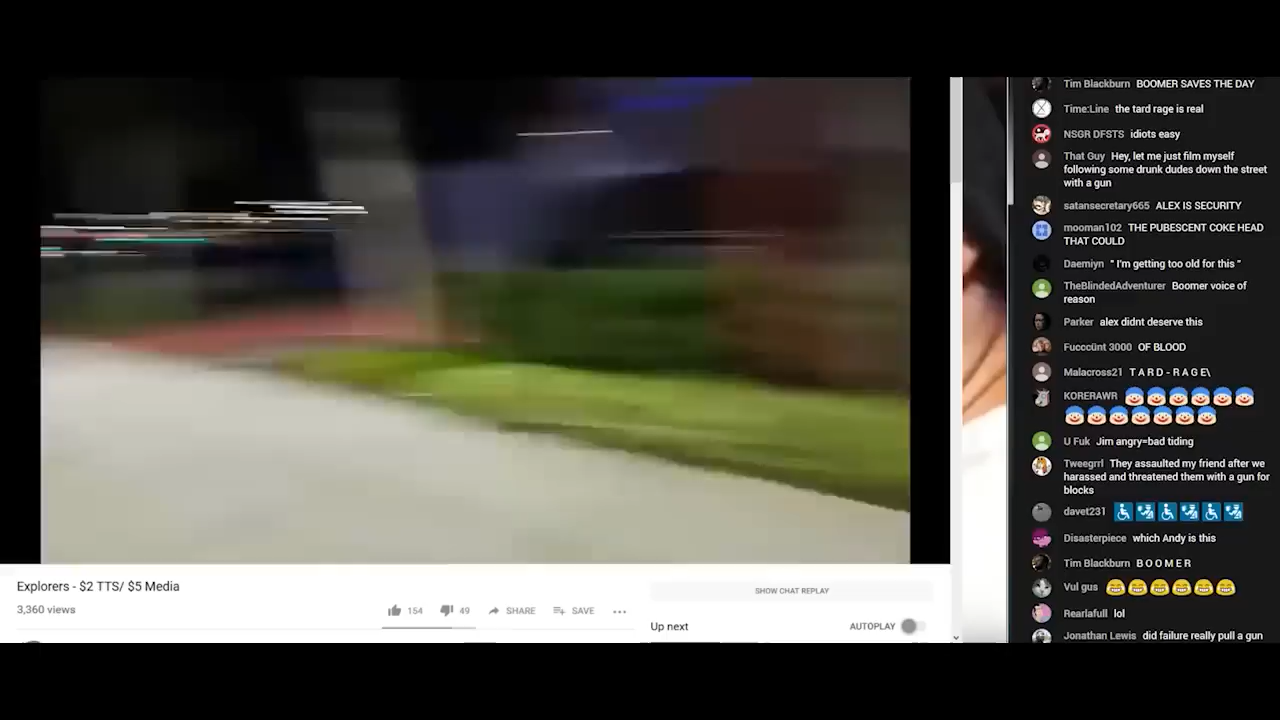 Explorers - $2 TTS/ $5 Media
3,360 views
154
49
SHARE
SAVE
SHOW CHAT REPLAY
Up next
AUTOPLAY
Tim Blackburn BOOMER SAVES THE DAY
Time:Line the tard rage is real
NSGR DFSTS idiots easy
That Guy Hey, let me just film myself
following some drunk dudes down the street
with a gun
satansecretary665 ALEX IS SECURITY
mooman102 THE PUBESCENT COKE HEAD
THAT COULD
Daemiyn " I'm getting too old for this "
TheBlindedAdventurer Boomer voice of
reason
Parker alex didnt deserve this
Fucccünt 3000 OF BLOOD
Malacross21 T A R D - R A G E\
KORERAWR
U Fuk Jim angry=bad tiding
Tweegrrl They assaulted my friend after we
harassed and threatened them with a gun for
blocks
davet231
Disasterpiece which Andy is this
Tim Blackburn B O O M E R
Vul gus
Rearlafull lol
Jonathan Lewis did failure really pull a gun